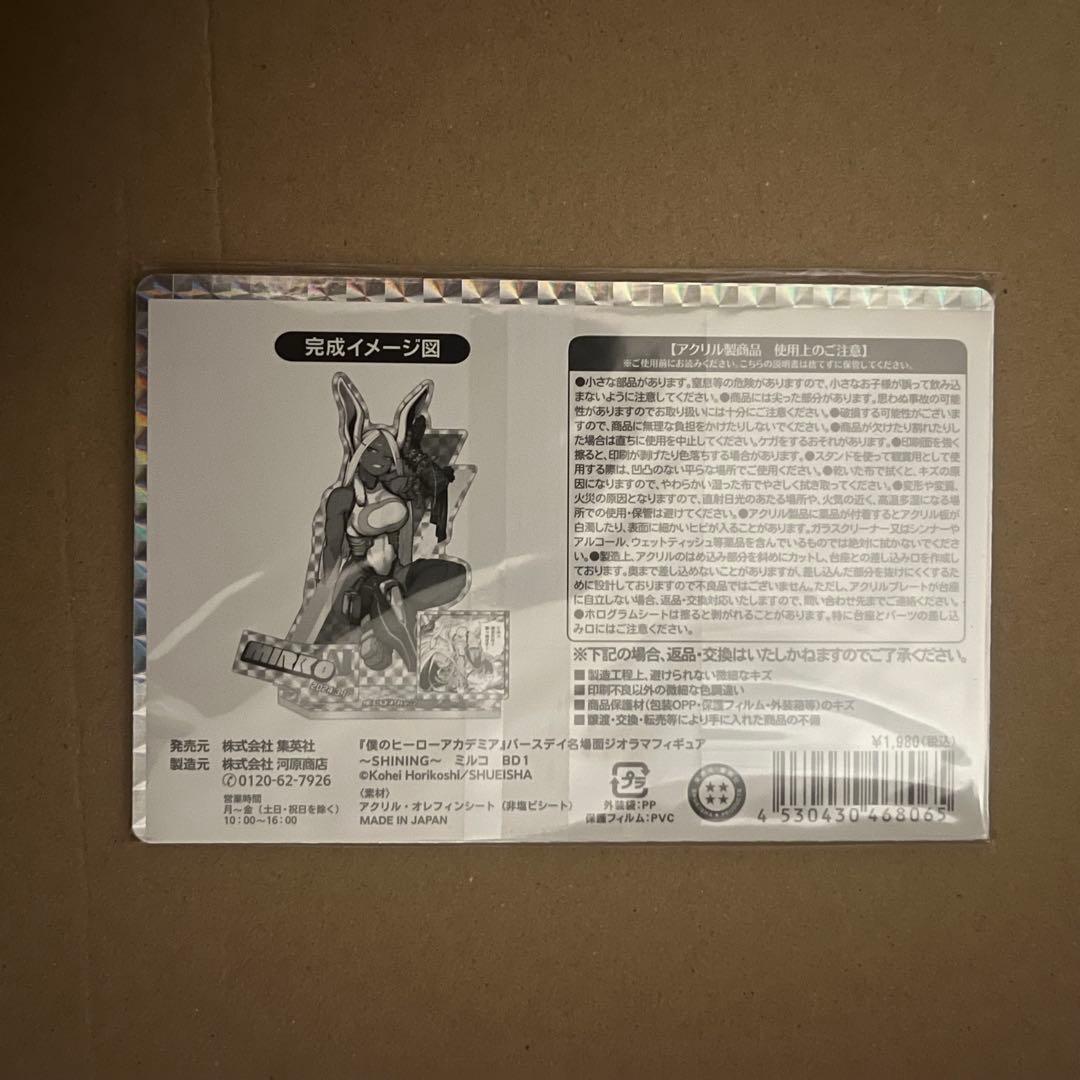 完成イメージ図
MIRKO
2024.3.1
【アクリル製商品 使用上のご注意】
※ご使用前にお読みください。こちらの説明書は捨てずに保管してください。
●小さな部品があります。窒息等の危険がありますので、小さなお子様が誤って飲み込
まないように注意してください。●商品には尖った部分があります。思わぬ事故の可能
性がありますのでお取り扱いには十分にご注意ください。●破損する可能性がございま
すので、商品に無理な負担をかけたりしないでください。●商品が欠けたり割れたりし
た場合は直ちに使用を中止してください。ケガをするおそれがあります。●印刷面を強く
擦ると、印刷が剥げたり色落ちする場合があります。●スタンドを使って観賞用として使
用する際は、凹凸のない平らな場所でご使用ください。●乾いた布で拭くと、キズの原
因になりますので、やわらかい湿った布でやさしく拭き取ってください。●変形や変質、
火災の原因となりますので、直射日光のあたる場所や、火気の近く、高温多湿になる場
所での使用・保管は避けてください。●アクリル製品に薬品が付着するとアクリル板が
白濁したり、表面に細かいヒビが入ることがあります。ガラスクリーナー又はシンナーや
アルコール、ウェットティッシュ等薬品を含んでいるものでは絶対に拭かないでくださ
い。●製造上、アクリルのはめ込み部分を斜めにカットし、台座との差し込み口を作成し
ております。奥まで差し込めないことがありますが、差し込んだ部分を抜けにくくするた
めに設計しておりますので不良品ではございません。ただし、アクリルプレートが台座
に自立しない場合、返品・交換対応いたしますので、問い合わせ先までご連絡ください。
●ホログラムシートは擦ると剥がれることがあります。特に台座とパーツの差し込
み口にはご注意ください。
※下記の場合、返品・交換はいたしかねますのでご了承ください。
■製造工程上、避けられない微細なキズ
■印刷不良以外の微細な色調違い
■商品保護材（包装OPP・保護フィルム・外装箱等）のキズ
■譲渡・交換・転売等により手に入れた商品の不備
発売元 株式会社 集英社
製造元 株式会社 河原商店
0120-62-7926
営業時間
月～金（土日・祝日を除く）
10：00～16：00
『僕のヒーローアカデミア』バースデイ名場面ジオラマフィギュア
～SHINING～ ミルコ BD1
©Kohei Horikoshi/SHUEISHA
〈素材〉
アクリル・オレフィンシート（非塩ビシート）
MADE IN JAPAN
プラ
外装袋：PP
保護フィルム：PVC
¥1,980（税込）
4 530430 468065